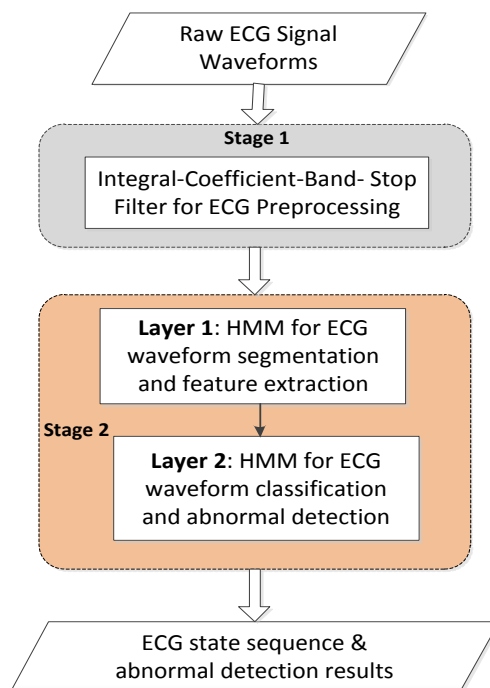 Raw ECG Signal
Waveforms
Stage 1
Integral-Coefficient-Band- Stop
Filter for ECG Preprocessing
Layer 1: HMM for ECG
waveform segmentation
and feature extraction
Stage 2
Layer 2: HMM for ECG
waveform classification
and abnormal detection
ECG state sequence &
abnormal detection results